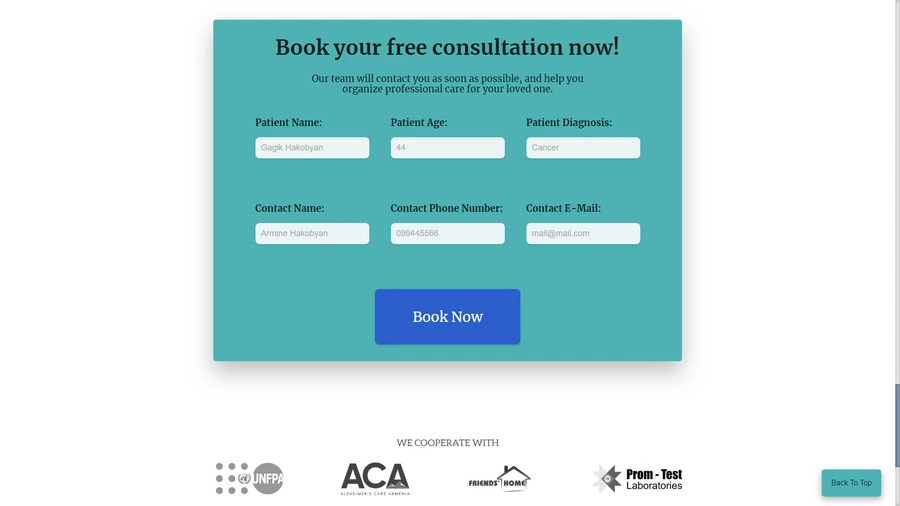 Book your free consultation now!
Our team will contact you as soon as possible, and help you
organize professional care for your loved one.
Patient Name: Patient Age: Patient Diagnosis:
Gagik Hakobyan 44 Cancer
Contact Name: Contact Phone Number: Contact E-Mail:
Armine Hakobyan 099445566 mail@mail.com
Book Now
WE COOPERATE WITH
UNFPA
ACA
ALZHEIMER'S CARE ARMENIA
FRIENDS' HOME
Prom - Test
Laboratories
Back To Top